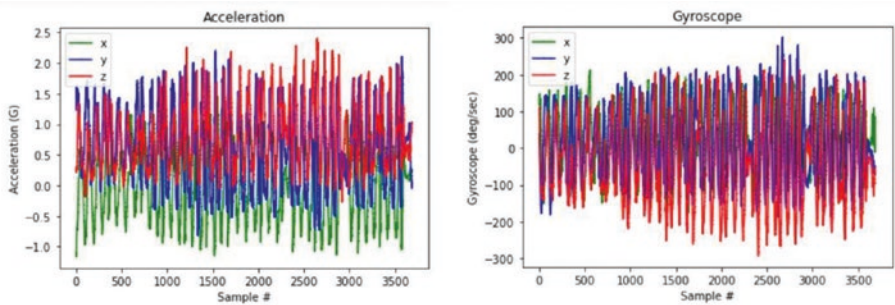 Acceleration
2.5
2.0
1.5
1.0
0.5
0.0
-0.5
-1.0
Acceleration (G)
x
y
z
0 500 1000 1500 2000 2500 3000 3500
Sample #
Gyroscope
300
200
100
0
-100
-200
-300
Gyroscope (deg/sec)
x
y
z
0 500 1000 1500 2000 2500 3000 3500
Sample #